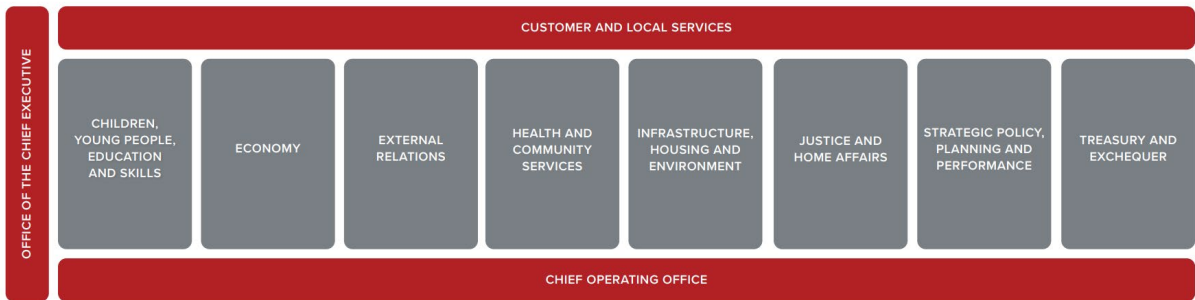 OFFICE OF THE CHIEF EXECUTIVE
CUSTOMER AND LOCAL SERVICES
CHILDREN,
YOUNG PEOPLE,
EDUCATION
AND SKILLS
ECONOMY
EXTERNAL
RELATIONS
HEALTH AND
COMMUNITY
SERVICES
INFRASTRUCTURE,
HOUSING AND
ENVIRONMENT
JUSTICE AND
HOME AFFAIRS
STRATEGIC POLICY,
PLANNING AND
PERFORMANCE
TREASURY AND
EXCHEQUER
CHIEF OPERATING OFFICE